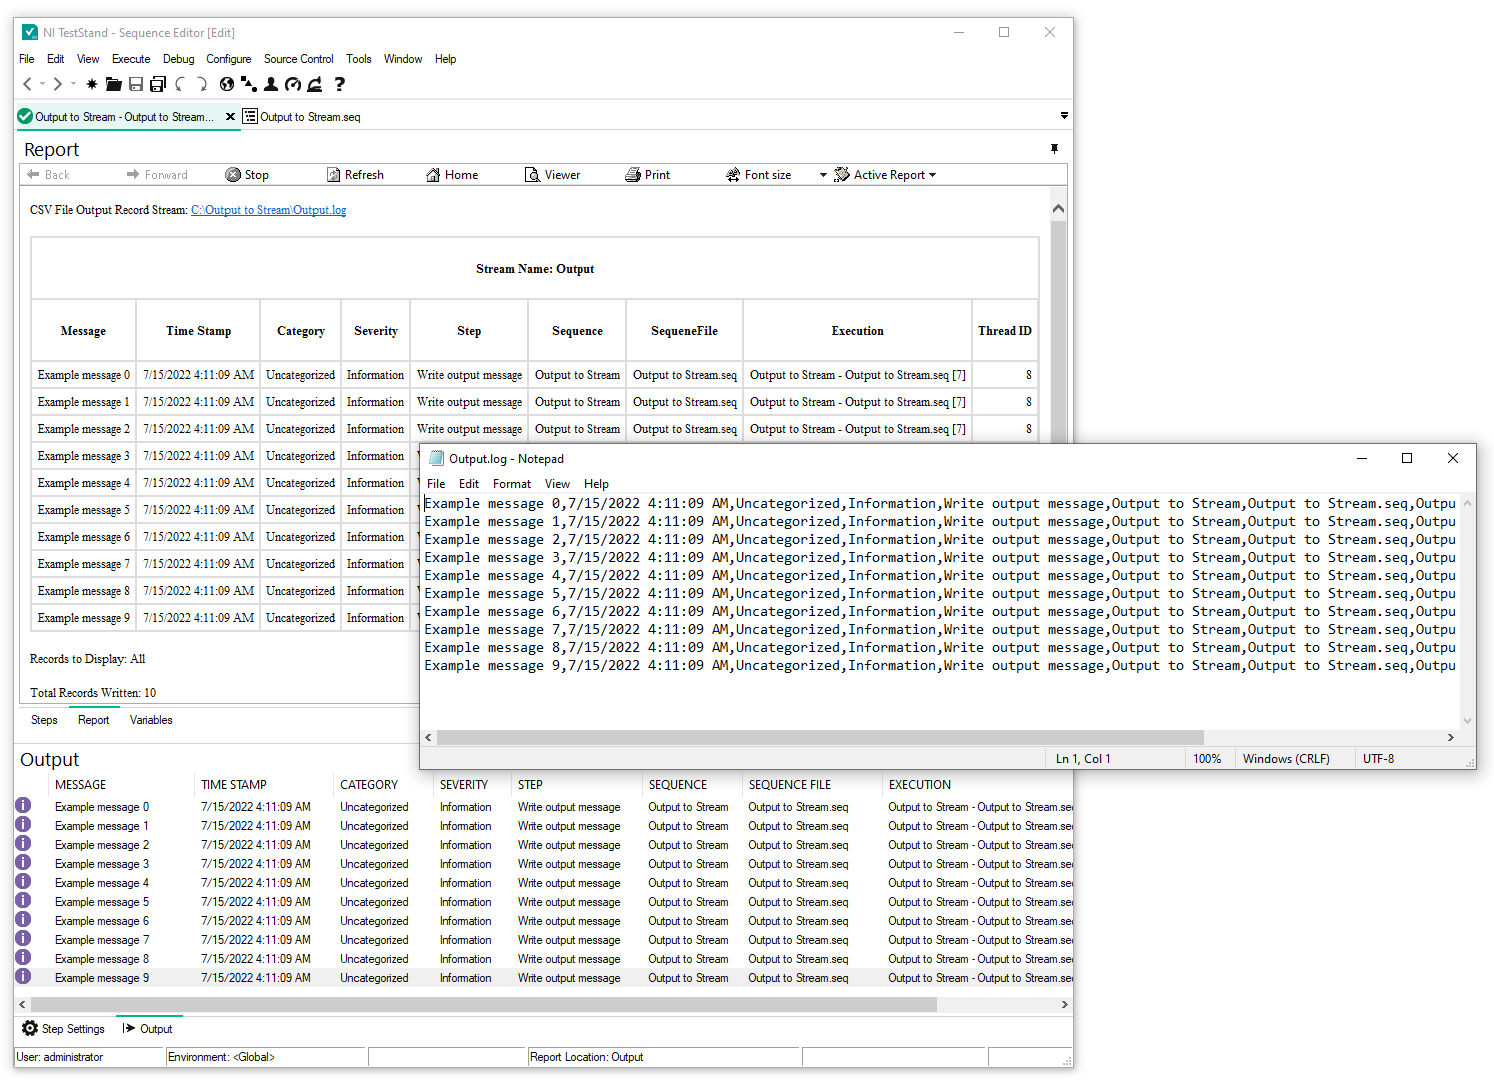 NI TestStand - Sequence Editor [Edit]
File Edit View Execute Debug Configure Source Control Tools Window Help
Output to Stream - Output to Stream... Output to Stream.seq
Report
Back Forward Stop Refresh Home Viewer Print Font size Active Report
CSV File Output Record Stream: C:\Output to Stream\Output.log
Stream Name: Output
Message Time Stamp Category Severity Step Sequence SequeneFile Execution Thread ID
Example message 0 7/15/2022 4:11:09 AM Uncategorized Information Write output message Output to Stream Output to Stream.seq Output to Stream - Output to Stream.seq [7] 8
Example message 1 7/15/2022 4:11:09 AM Uncategorized Information Write output message Output to Stream Output to Stream.seq Output to Stream - Output to Stream.seq [7] 8
Example message 2 7/15/2022 4:11:09 AM Uncategorized Information Write output message Output to Stream Output to Stream.seq Output to Stream - Output to Stream.seq [7] 8
Example message 3 7/15/2022 4:11:09 AM Uncategorized Information
Example message 4 7/15/2022 4:11:09 AM Uncategorized Information
Example message 5 7/15/2022 4:11:09 AM Uncategorized Information
Example message 6 7/15/2022 4:11:09 AM Uncategorized Information
Example message 7 7/15/2022 4:11:09 AM Uncategorized Information
Example message 8 7/15/2022 4:11:09 AM Uncategorized Information
Example message 9 7/15/2022 4:11:09 AM Uncategorized Information
Records to Display: All
Total Records Written: 10
Steps Report Variables
Output.log - Notepad
File Edit Format View Help
Example message 0,7/15/2022 4:11:09 AM,Uncategorized,Information,Write output message,Output to Stream,Output to Stream.seq,Outpu
Example message 1,7/15/2022 4:11:09 AM,Uncategorized,Information,Write output message,Output to Stream,Output to Stream.seq,Outpu
Example message 2,7/15/2022 4:11:09 AM,Uncategorized,Information,Write output message,Output to Stream,Output to Stream.seq,Outpu
Example message 3,7/15/2022 4:11:09 AM,Uncategorized,Information,Write output message,Output to Stream,Output to Stream.seq,Outpu
Example message 4,7/15/2022 4:11:09 AM,Uncategorized,Information,Write output message,Output to Stream,Output to Stream.seq,Outpu
Example message 5,7/15/2022 4:11:09 AM,Uncategorized,Information,Write output message,Output to Stream,Output to Stream.seq,Outpu
Example message 6,7/15/2022 4:11:09 AM,Uncategorized,Information,Write output message,Output to Stream,Output to Stream.seq,Outpu
Example message 7,7/15/2022 4:11:09 AM,Uncategorized,Information,Write output message,Output to Stream,Output to Stream.seq,Outpu
Example message 8,7/15/2022 4:11:09 AM,Uncategorized,Information,Write output message,Output to Stream,Output to Stream.seq,Outpu
Example message 9,7/15/2022 4:11:09 AM,Uncategorized,Information,Write output message,Output to Stream,Output to Stream.seq,Outpu
Ln 1, Col 1 100% Windows (CRLF) UTF-8
Output
MESSAGE TIME STAMP CATEGORY SEVERITY STEP SEQUENCE SEQUENCE FILE EXECUTION
Example message 0 7/15/2022 4:11:09 AM Uncategorized Information Write output message Output to Stream Output to Stream.seq Output to Stream - Output to Stream.se
Example message 1 7/15/2022 4:11:09 AM Uncategorized Information Write output message Output to Stream Output to Stream.seq Output to Stream - Output to Stream.se
Example message 2 7/15/2022 4:11:09 AM Uncategorized Information Write output message Output to Stream Output to Stream.seq Output to Stream - Output to Stream.se
Example message 3 7/15/2022 4:11:09 AM Uncategorized Information Write output message Output to Stream Output to Stream.seq Output to Stream - Output to Stream.se
Example message 4 7/15/2022 4:11:09 AM Uncategorized Information Write output message Output to Stream Output to Stream.seq Output to Stream - Output to Stream.se
Example message 5 7/15/2022 4:11:09 AM Uncategorized Information Write output message Output to Stream Output to Stream.seq Output to Stream - Output to Stream.se
Example message 6 7/15/2022 4:11:09 AM Uncategorized Information Write output message Output to Stream Output to Stream.seq Output to Stream - Output to Stream.se
Example message 7 7/15/2022 4:11:09 AM Uncategorized Information Write output message Output to Stream Output to Stream.seq Output to Stream - Output to Stream.se
Example message 8 7/15/2022 4:11:09 AM Uncategorized Information Write output message Output to Stream Output to Stream.seq Output to Stream - Output to Stream.se
Example message 9 7/15/2022 4:11:09 AM Uncategorized Information Write output message Output to Stream Output to Stream.seq Output to Stream - Output to Stream.se
Step Settings Output
User: administrator Environment: <Global> Report Location: Output